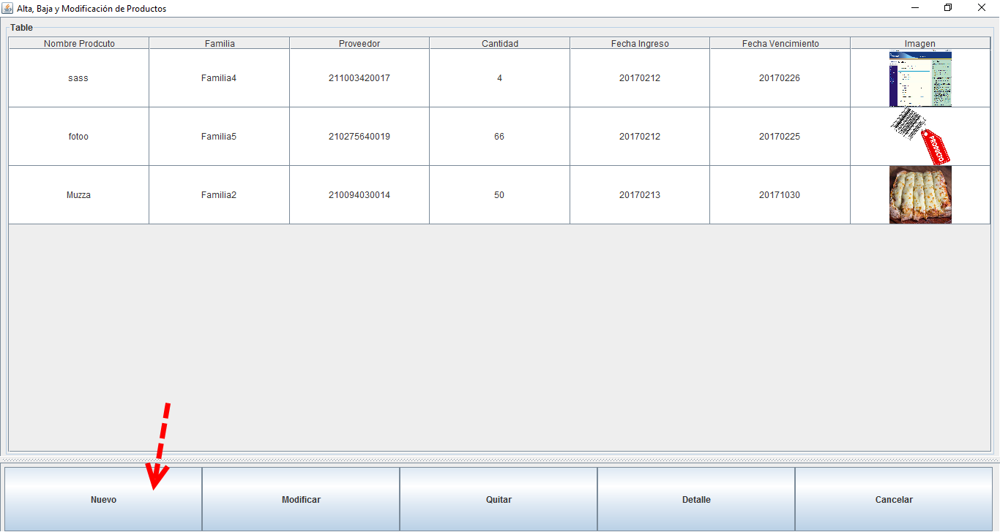 Alta, Baja y Modificación de Productos
Table
Nombre Prodcuto Familia Proveedor Cantidad Fecha Ingreso Fecha Vencimiento Imagen
sass Familia4 211003420017 4 20170212 20170226
fotoo Familia5 210275640019 66 20170212 20170225
PRODUCTO
Muzza Familia2 210094030014 50 20170213 20171030
Nuevo Modificar Quitar Detalle Cancelar